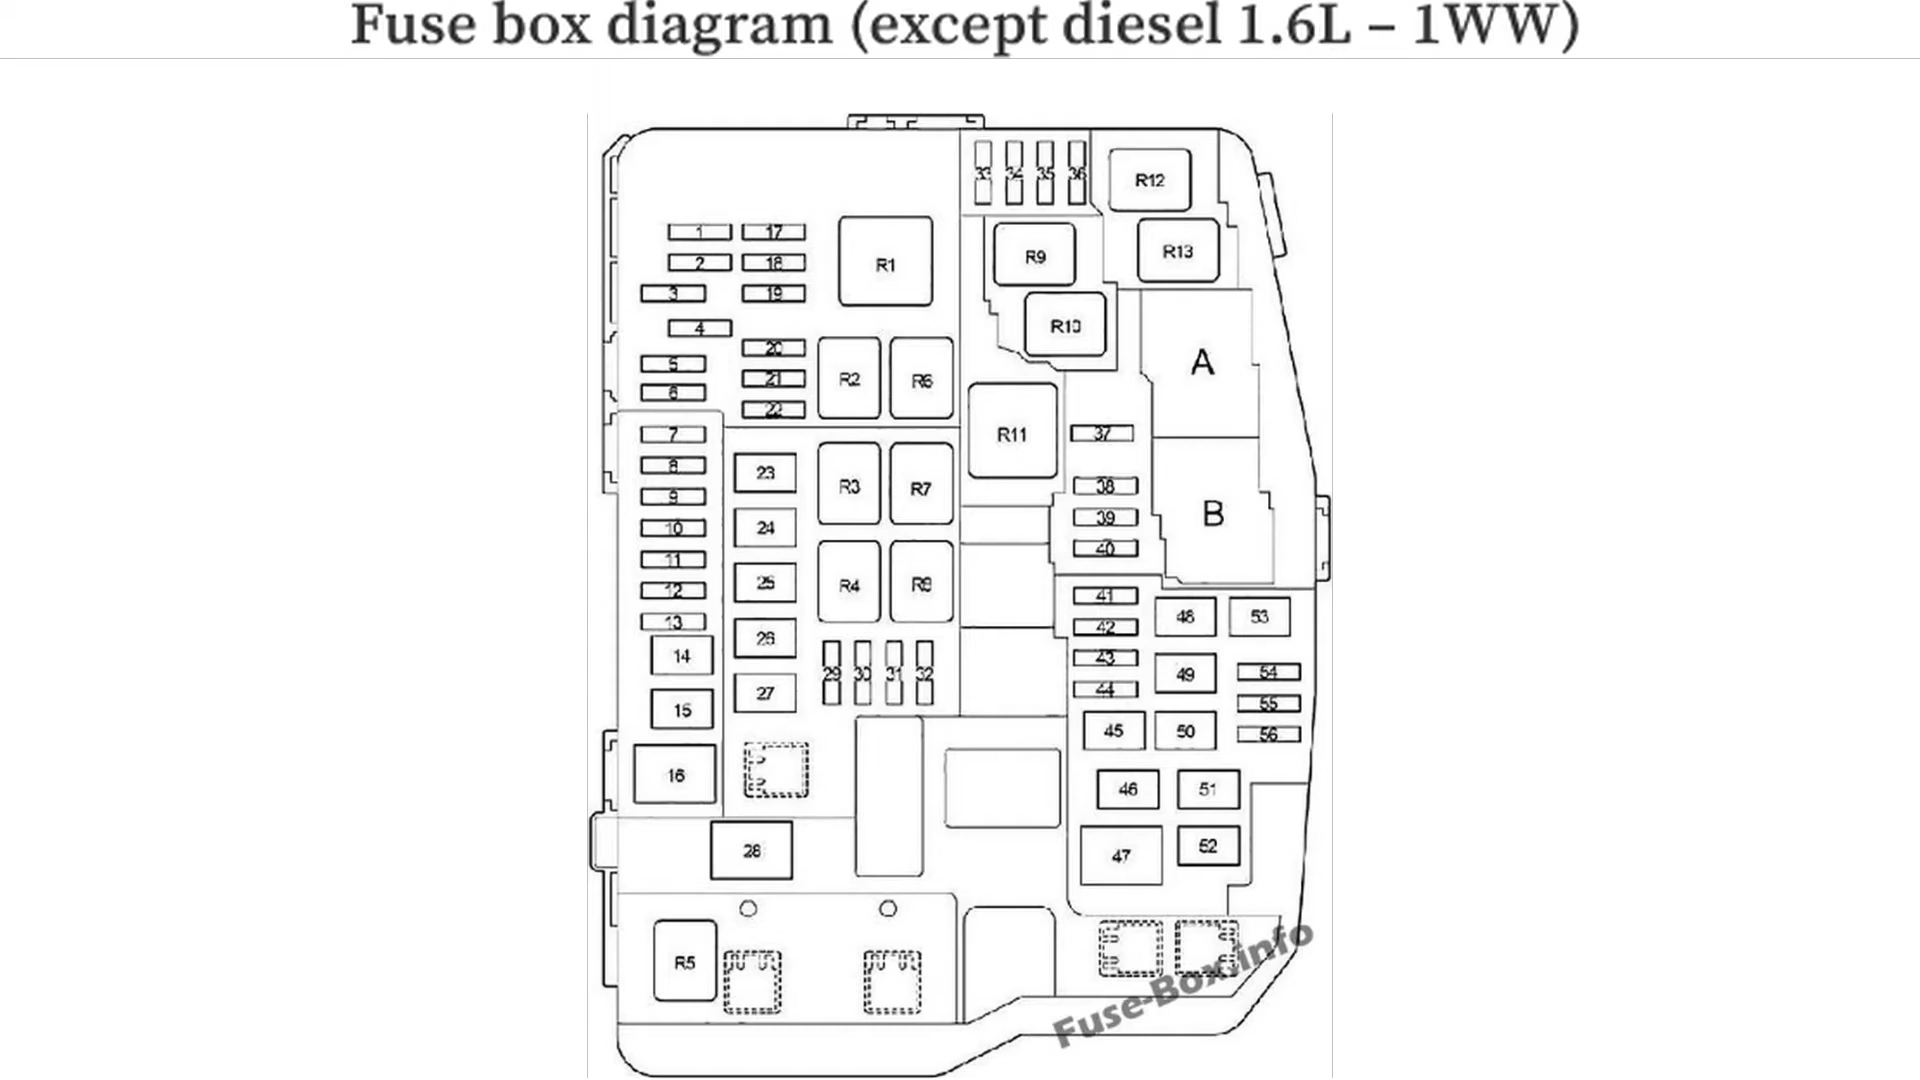 Fuse box diagram (except diesel 1.6L – 1WW)
33 34 35 36 R12
1 17 R1 R9 R13
2 18
3 19
4 R10 A
5 20 R2 R6
6 21
22
7 R11 37
8 23 R3 R7 38 B
9 39
10 24 40
11 25 R4 R8 41 48 53
12 42
13 26 43 49 54
14 29 30 31 32 44 55
15 27 45 50 56
16 46 51
28 47 52
R5
Fuse-Box.info